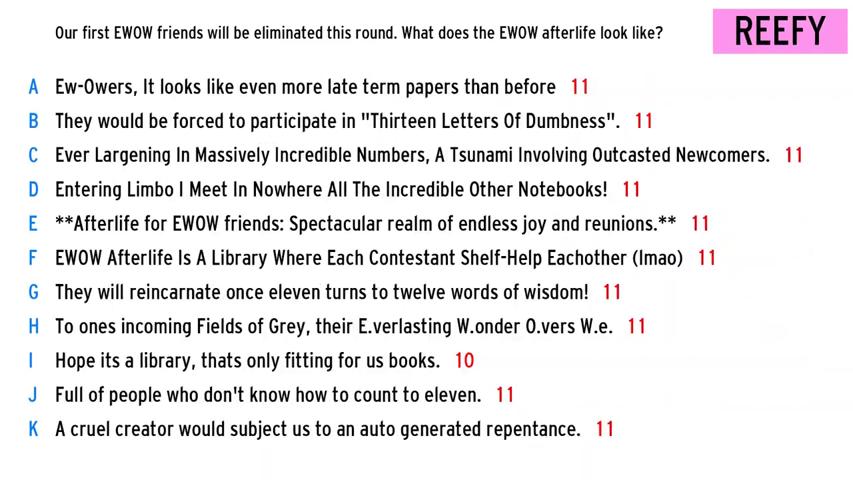 Our first EWOW friends will be eliminated this round. What does the EWOW afterlife look like?
REEFY
A Ew-Owers, It looks like even more late term papers than before 11
B They would be forced to participate in "Thirteen Letters Of Dumbness". 11
C Ever Largening In Massively Incredible Numbers, A Tsunami Involving Outcasted Newcomers. 11
D Entering Limbo I Meet In Nowhere All The Incredible Other Notebooks! 11
E **Afterlife for EWOW friends: Spectacular realm of endless joy and reunions.** 11
F EWOW Afterlife Is A Library Where Each Contestant Shelf-Help Eachother (lmao) 11
G They will reincarnate once eleven turns to twelve words of wisdom! 11
H To ones incoming Fields of Grey, their E.verlasting W.onder O.vers W.e. 11
I Hope its a library, thats only fitting for us books. 10
J Full of people who don't know how to count to eleven. 11
K A cruel creator would subject us to an auto generated repentance. 11